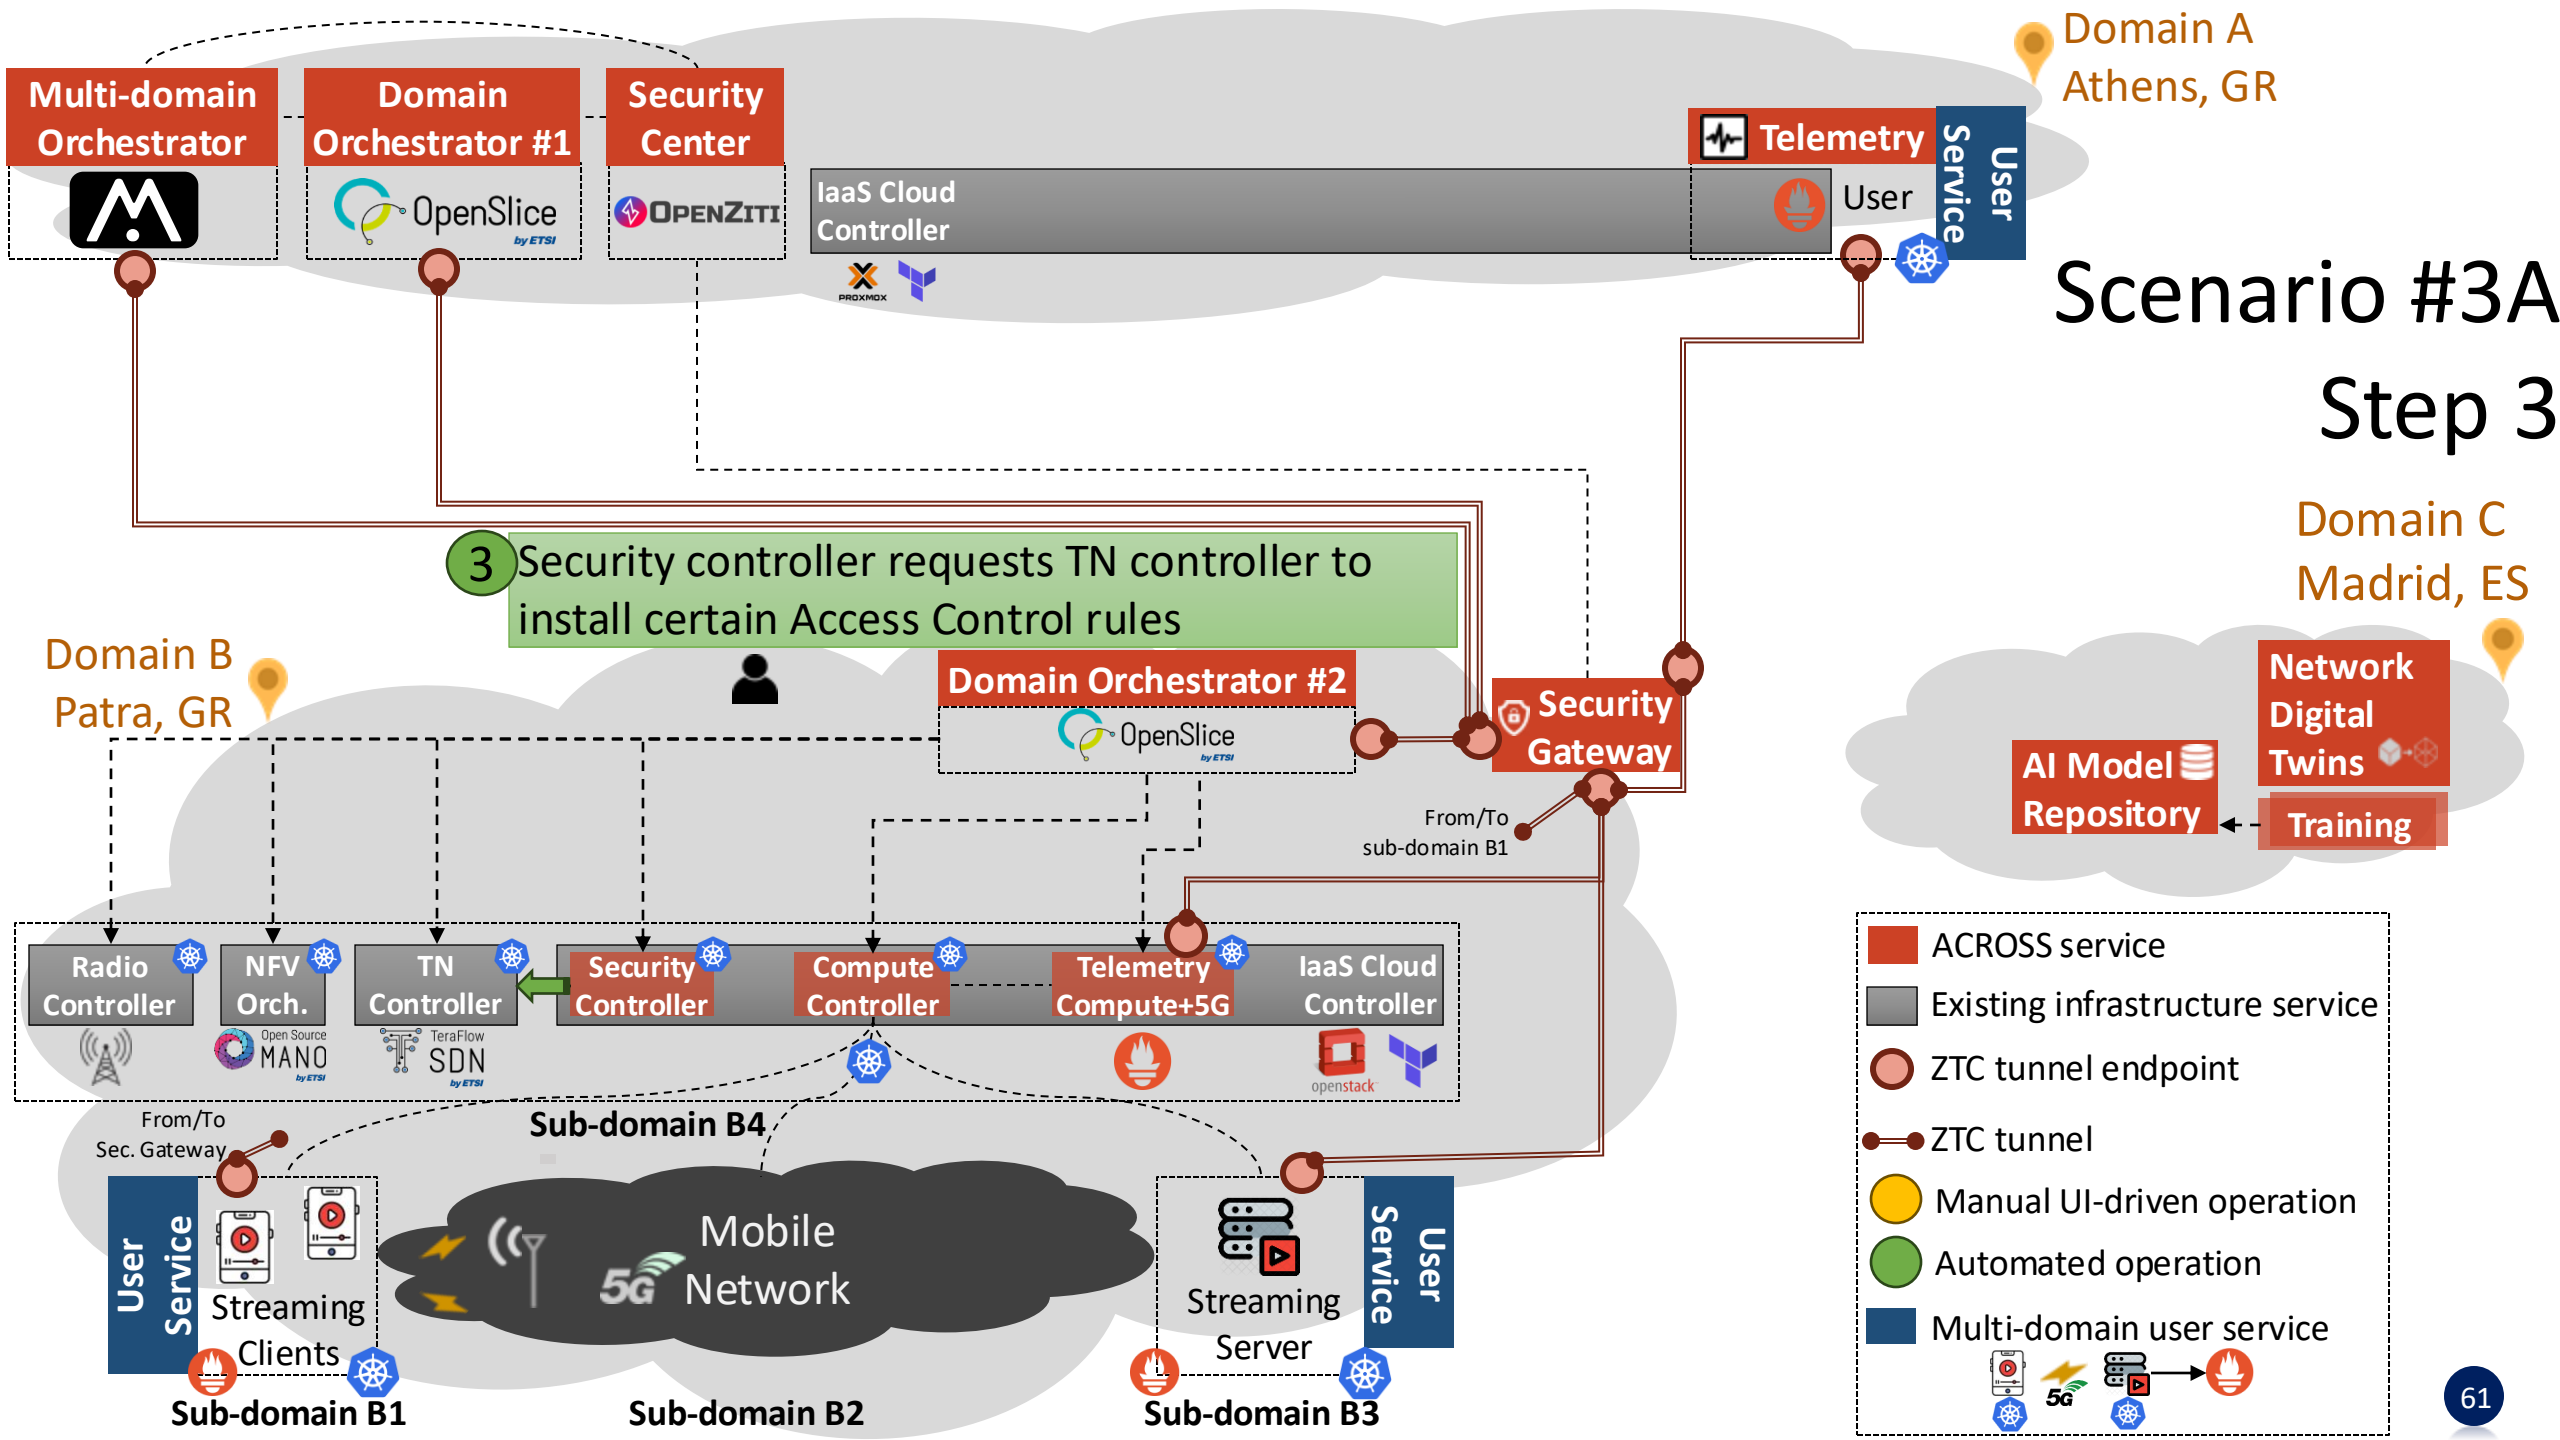 Domain A
Athens, GR
Multi-domain
Orchestrator
Domain
Orchestrator #1
Security
Center
OpenSlice
by ETSI
OPENZITI
IaaS Cloud
Controller
PROXMOX
Telemetry
User
User
Service
Scenario #3A
Step 3
3
Security controller requests TN controller to
install certain Access Control rules
Domain C
Madrid, ES
Domain B
Patra, GR
Domain Orchestrator #2
OpenSlice
by ETSI
Security
Gateway
Network
Digital
Twins
AI Model
Repository
Training
From/To
sub-domain B1
Radio
Controller
NFV
Orch.
TN
Controller
Security
Controller
Compute
Controller
Telemetry
Compute+5G
IaaS Cloud
Controller
Open Source
MANO
by ETSI
TeraFlow
SDN
by ETSI
openstack
Sub-domain B4
From/To
Sec. Gateway
User
Service
Streaming
Clients
Sub-domain B1
5G
Mobile
Network
Sub-domain B2
Streaming
Server
User
Service
Sub-domain B3
ACROSS service
Existing infrastructure service
ZTC tunnel endpoint
ZTC tunnel
Manual UI-driven operation
Automated operation
Multi-domain user service
5G
61